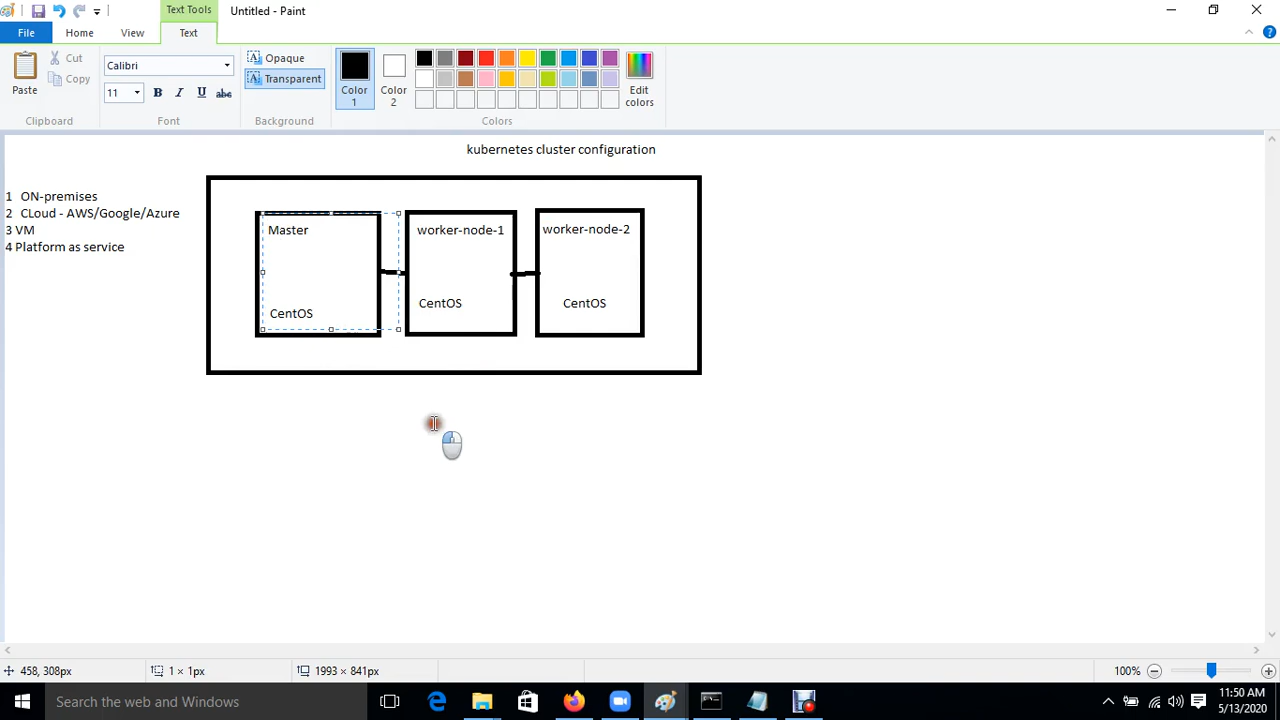 Text Tools
Untitled - Paint
File
Home
View
Text
Paste
Cut
Copy
Calibri
11
B I U abc
Opaque
Transparent
Color 1
Color 2
Edit colors
Clipboard
Font
Background
Colors
kubernetes cluster configuration
1 ON-premises
2 CLoud - AWS/Google/Azure
3 VM
4 Platform as service
Master
CentOS
worker-node-1
CentOS
worker-node-2
CentOS
458, 308px
1 × 1px
1993 × 841px
100%
Search the web and Windows
11:50 AM
5/13/2020